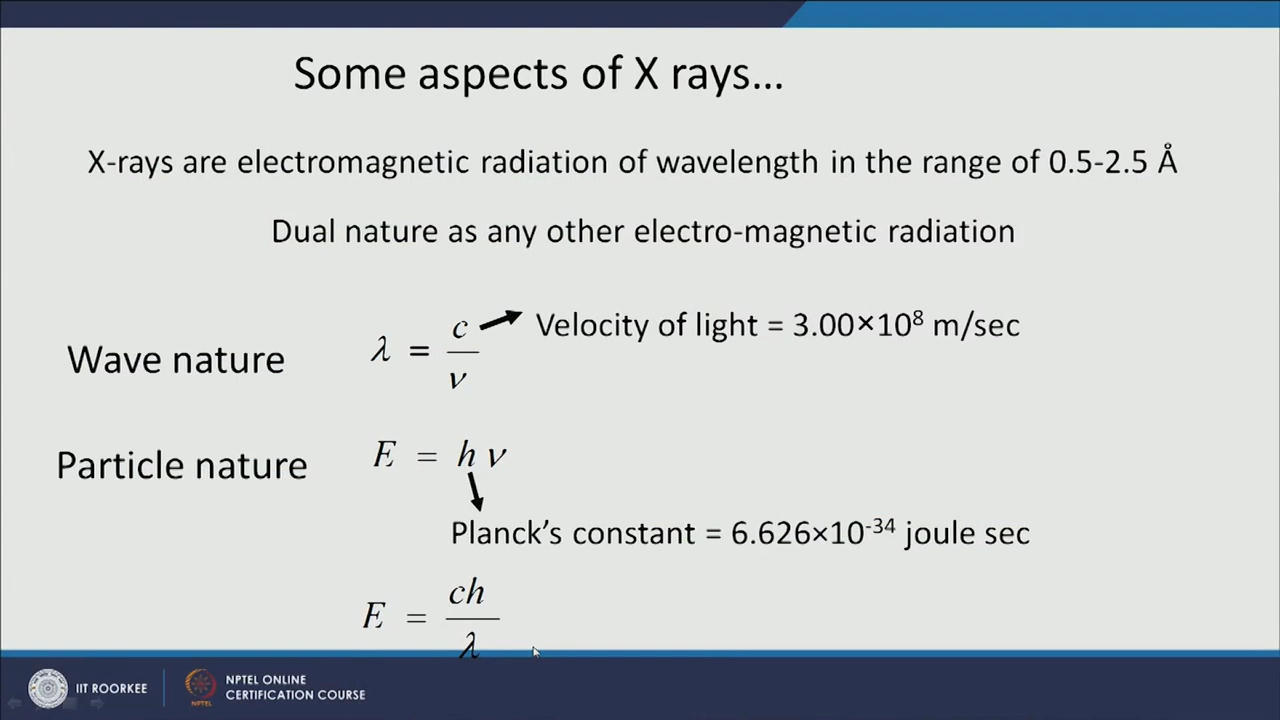 Some aspects of X rays...
X-rays are electromagnetic radiation of wavelength in the range of 0.5-2.5 Å
Dual nature as any other electro-magnetic radiation
Wave nature λ = c/ν Velocity of light = 3.00×10⁸ m/sec
Particle nature E = h ν
Planck's constant = 6.626×10⁻³⁴ joule sec
E = ch/λ
IIT ROORKEE
NPTEL
NPTEL ONLINE
CERTIFICATION COURSE